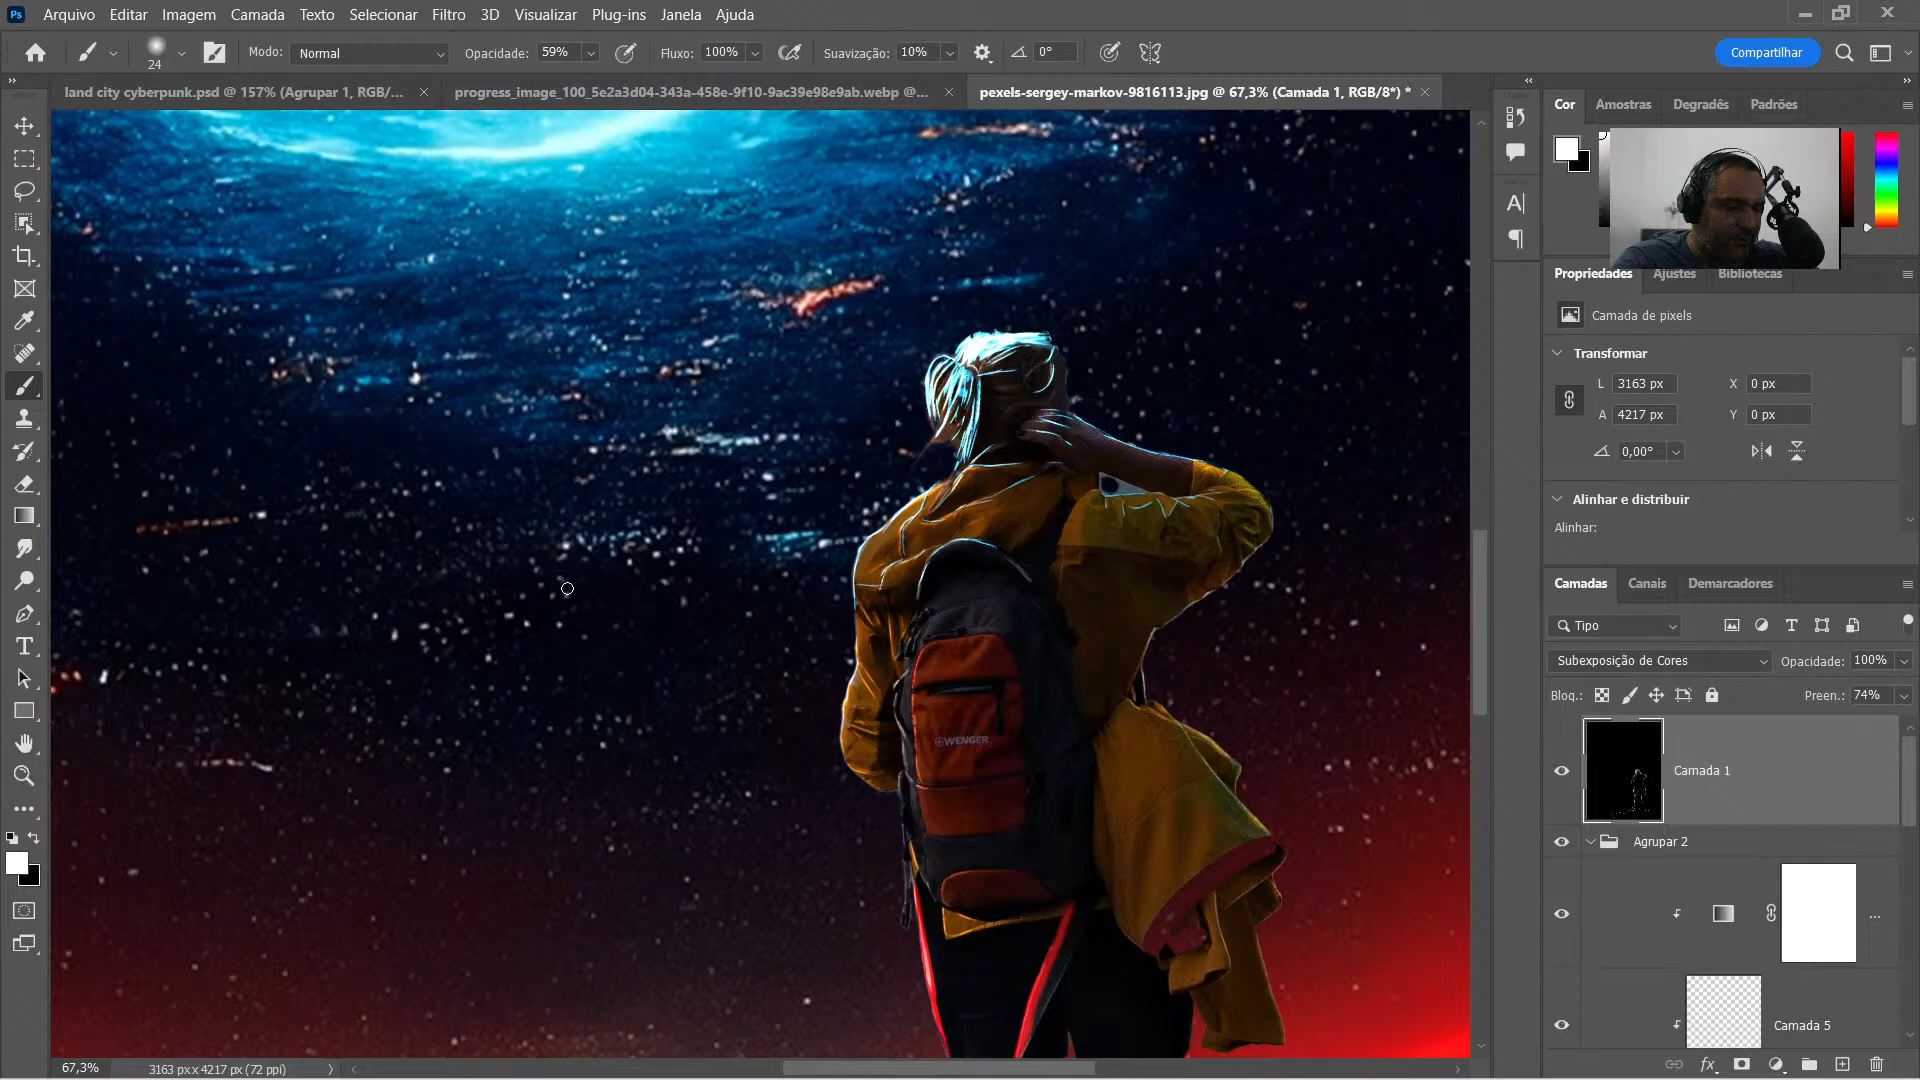 Ps Arquivo Editar Imagem Camada Texto Selecionar Filtro 3D Visualizar Plug-ins Janela Ajuda
24 Modo: Normal Opacidade: 59% Fluxo: 100% Suavização: 10% 0° Compartilhar
land city cyberpunk.psd @ 157% (Agrupar 1, RGB/... progress_image_100_5e2a3d04-343a-458e-9f10-9ac39e98e9ab.webp @... pexels-sergey-markov-9816113.jpg @ 67,3% (Camada 1, RGB/8*) *
Cor Amostras Degradês Padrões
Propriedades Ajustes Bibliotecas
Camada de pixels
Transformar
L 3163 px X 0 px
A 4217 px Y 0 px
0,00°
Alinhar e distribuir
Alinhar:
Camadas Canais Demarcadores
Tipo
Subexposição de Cores Opacidade: 100%
Bloq.: Preen.: 74%
Camada 1
Agrupar 2
...
Camada 5
WENGER
67,3% 3163 px x 4217 px (72 ppi)